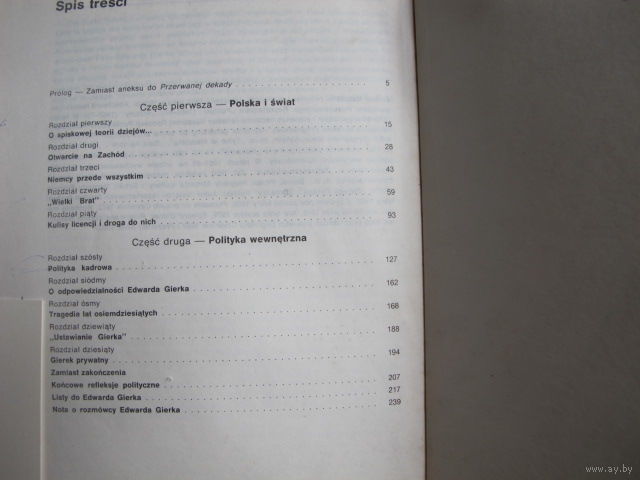 Spis treści
Prolog — Zamiast aneksu do Przerwanej dekady . . . . . . . . . . . . . . . . . . . . 5
Część pierwsza — Polska i świat
Rozdział pierwszy
O spiskowej teorii dziejów... . . . . . . . . . . . . . . . . . . . . 15
Rozdział drugi
Otwarcie na Zachód . . . . . . . . . . . . . . . . . . . . 28
Rozdział trzeci
Niemcy przede wszystkim . . . . . . . . . . . . . . . . . . . . 43
Rozdział czwarty
„Wielki Brat" . . . . . . . . . . . . . . . . . . . . 59
Rozdział piąty
Kulisy licencji i droga do nich . . . . . . . . . . . . . . . . . . . . 93
Część druga — Polityka wewnętrzna
Rozdział szósty
Polityka kadrowa . . . . . . . . . . . . . . . . . . . . 127
Rozdział siódmy
O odpowiedzialności Edwarda Gierka . . . . . . . . . . . . . . . . . . . . 162
Rozdział ósmy
Tragedia lat osiemdziesiątych . . . . . . . . . . . . . . . . . . . . 168
Rozdział dziewiąty
„Ustawianie Gierka" . . . . . . . . . . . . . . . . . . . . 188
Rozdział dziesiąty
Gierek prywatny . . . . . . . . . . . . . . . . . . . . 194
Zamiast zakończenia
Końcowe refleksje polityczne . . . . . . . . . . . . . . . . . . . . 207
Listy do Edwarda Gierka . . . . . . . . . . . . . . . . . . . . 217
Nota o rozmówcy Edwarda Gierka . . . . . . . . . . . . . . . . . . . . 239
www.ay.by